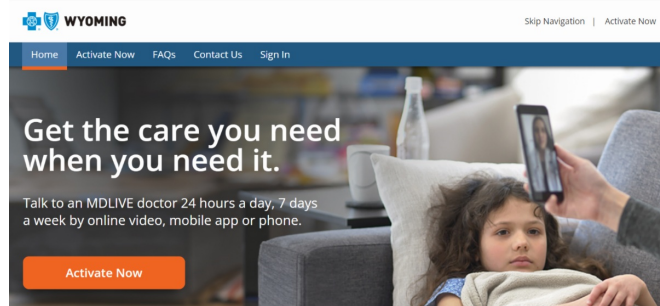 WYOMING
Skip Navigation | Activate Now
Home Activate Now FAQs Contact Us Sign In
Get the care you need
when you need it.
Talk to an MDLIVE doctor 24 hours a day, 7 days
a week by online video, mobile app or phone.
Activate Now